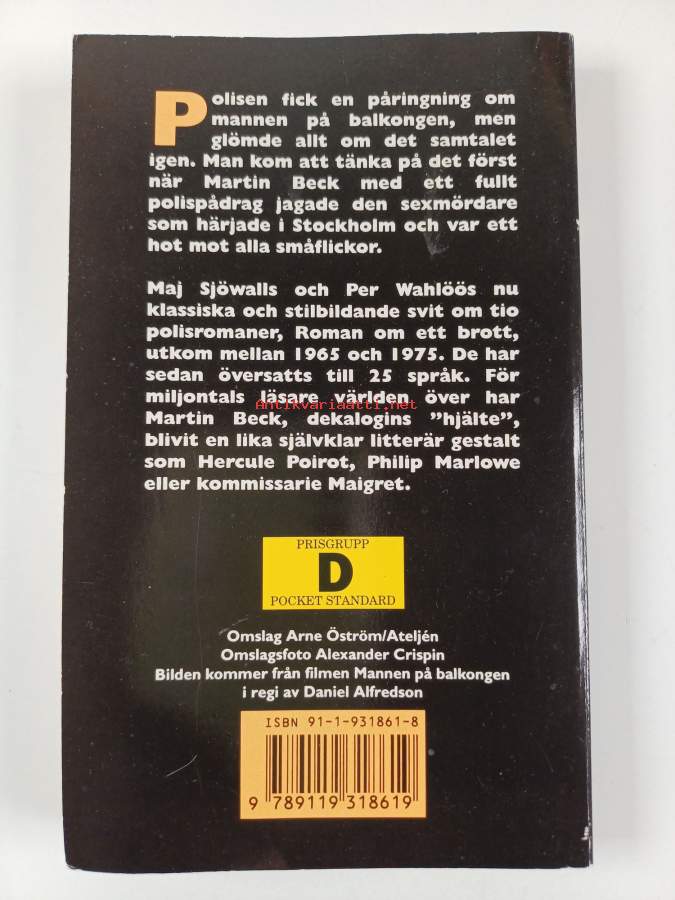 Polisen fick en påringning om
mannen på balkongen, men
glömde allt om det samtalet
igen. Man kom att tänka på det först
när Martin Beck med ett fullt
polispådrag jagade den sexmördare
som härjade i Stockholm och var ett
hot mot alla småflickor.
Maj Sjöwalls och Per Wahlöös nu
klassiska och stilbildande svit om tio
polisromaner, Roman om ett brott,
utkom mellan 1965 och 1975. De har
sedan översatts till 25 språk. För
miljontals läsare världen över har
Antikvariaatti.net
Martin Beck, dekalogins ”hjälte”,
blivit en lika självklar litterär gestalt
som Hercule Poirot, Philip Marlowe
eller kommissarie Maigret.
PRISGRUPP
D
POCKET STANDARD
Omslag Arne Öström/Ateljén
Omslagsfoto Alexander Crispin
Bilden kommer från filmen Mannen på balkongen
i regi av Daniel Alfredson
ISBN 91-1-931861-8
9 789119 318619